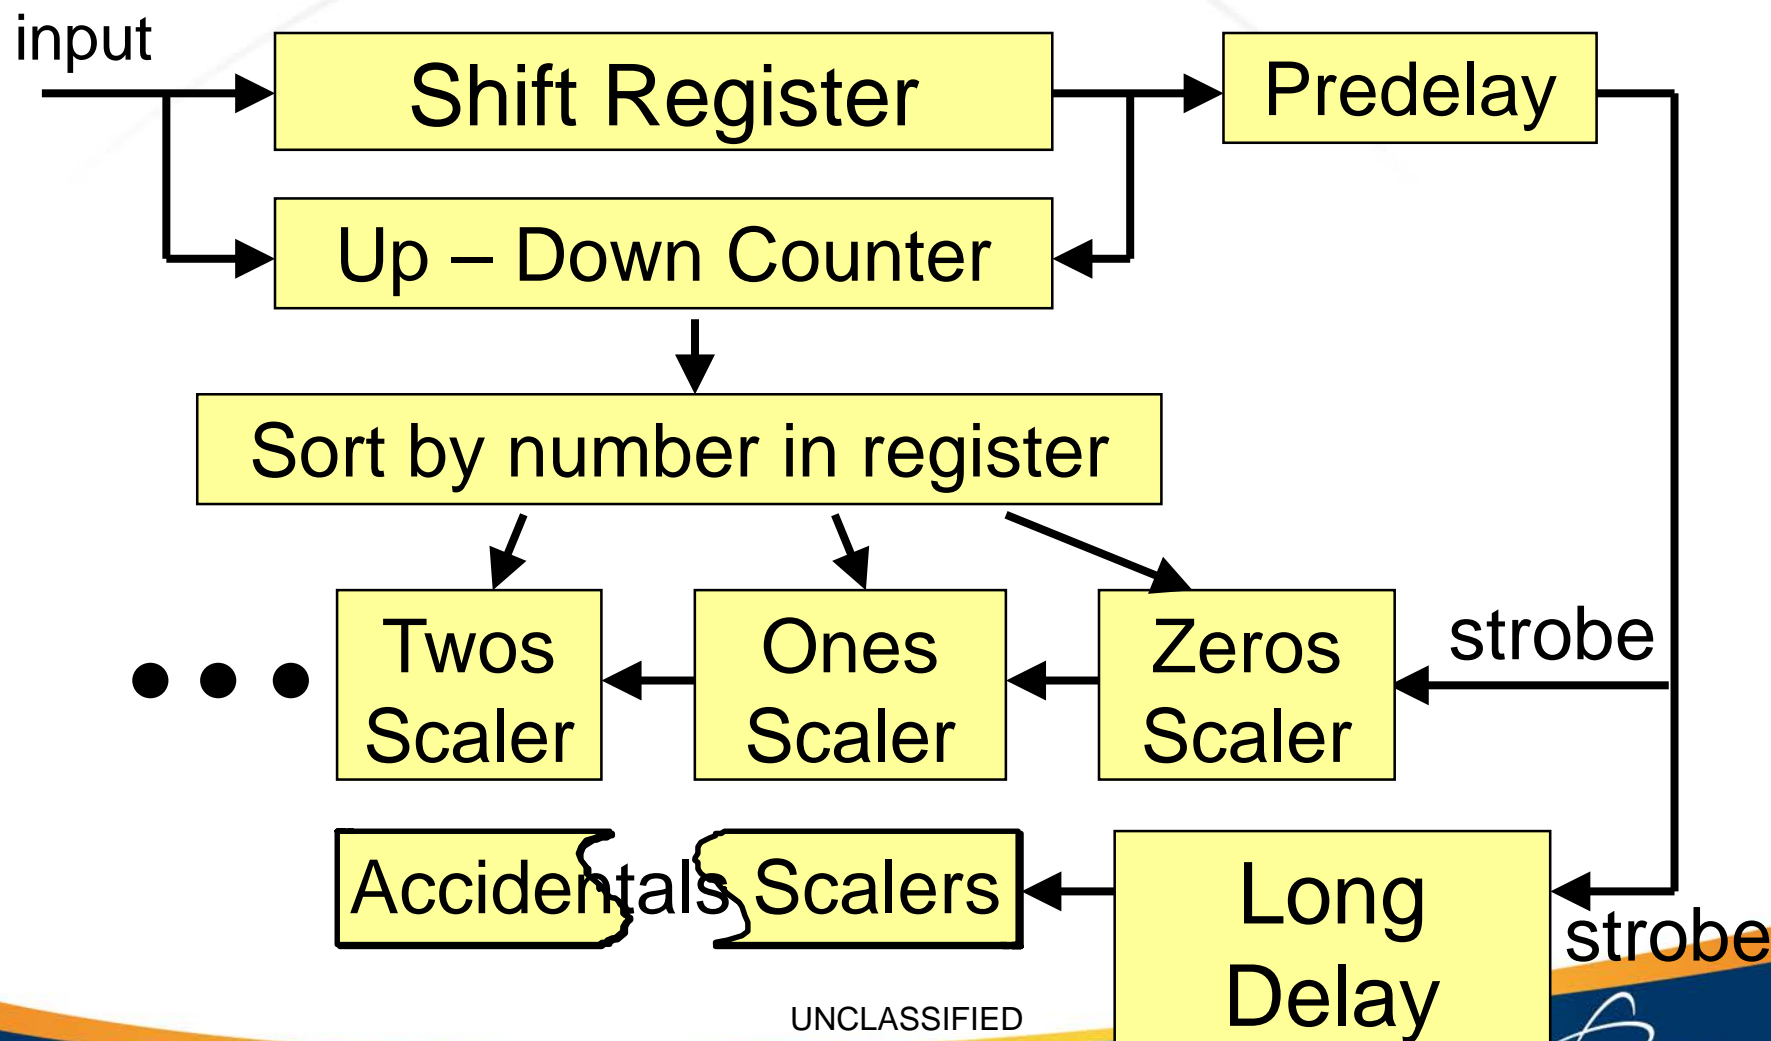 input
Shift Register
Predelay
Up – Down Counter
Sort by number in register
Twos
Scaler
Ones
Scaler
Zeros
Scaler
strobe
Accidentals Scalers
Long
Delay
strobe
UNCLASSIFIED